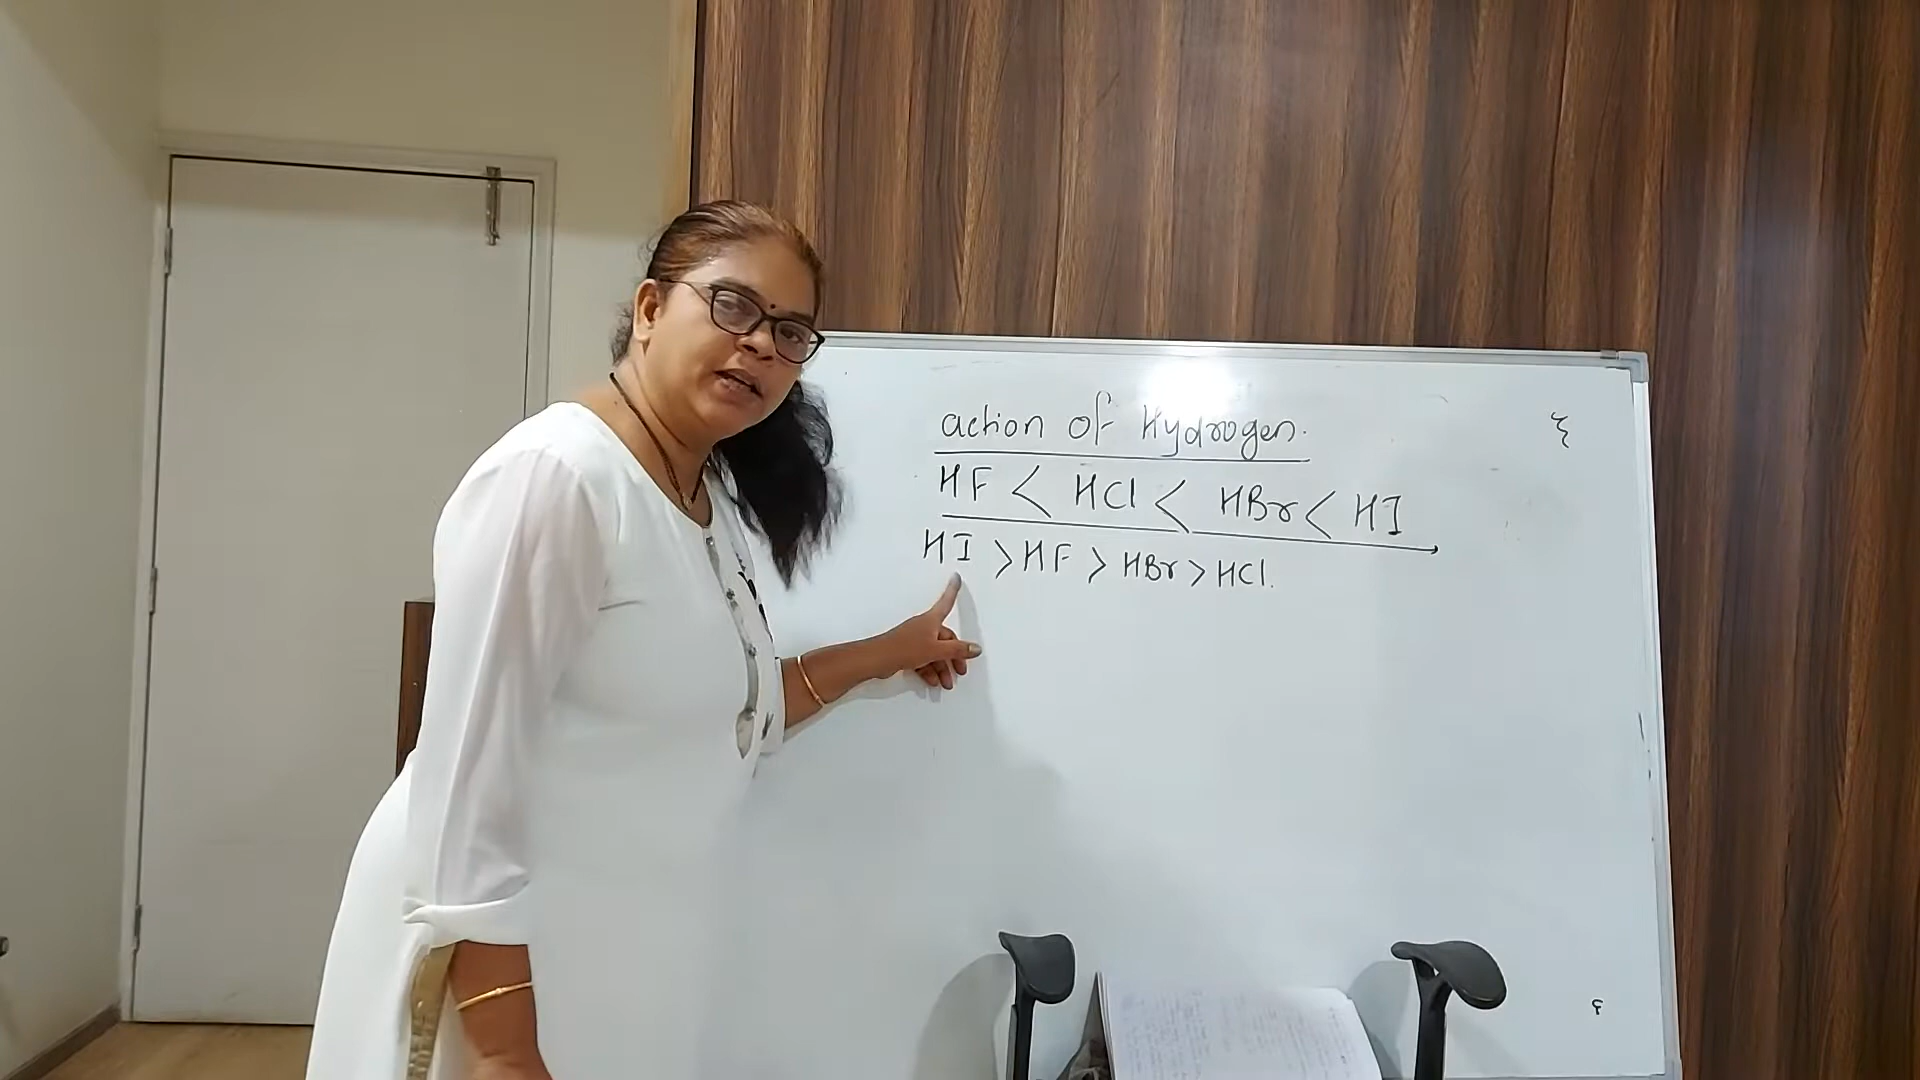 action of Hydrogen.
HF < HCl < HBr < HI
HI > HF > HBr > HCl.